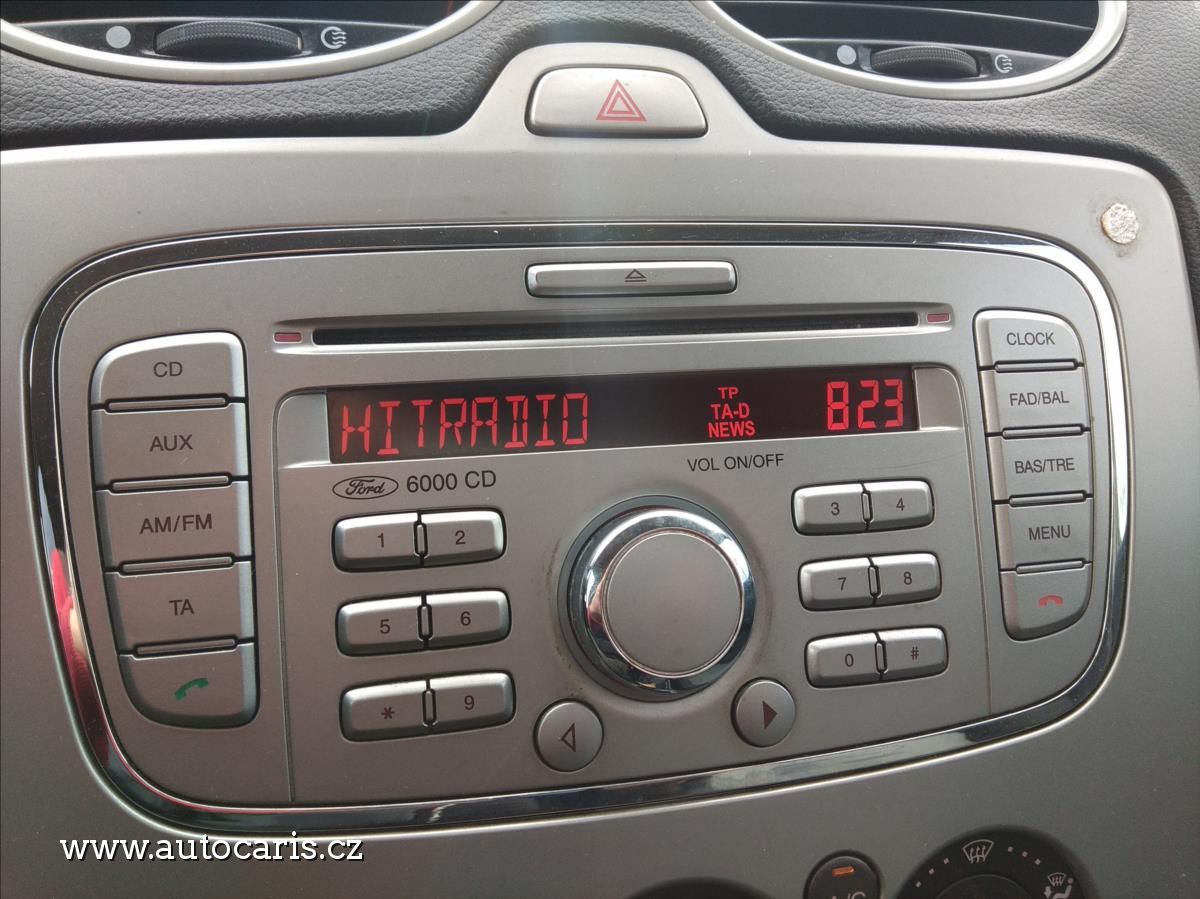 CD
AUX
AM/FM
TA
HITRADIO
TP
TA-D
NEWS
823
Ford 6000 CD
VOL ON/OFF
1 2
3 4
5 6
7 8
* 9
0 #
CLOCK
FAD/BAL
BAS/TRE
MENU
A/C
www.autocaris.cz